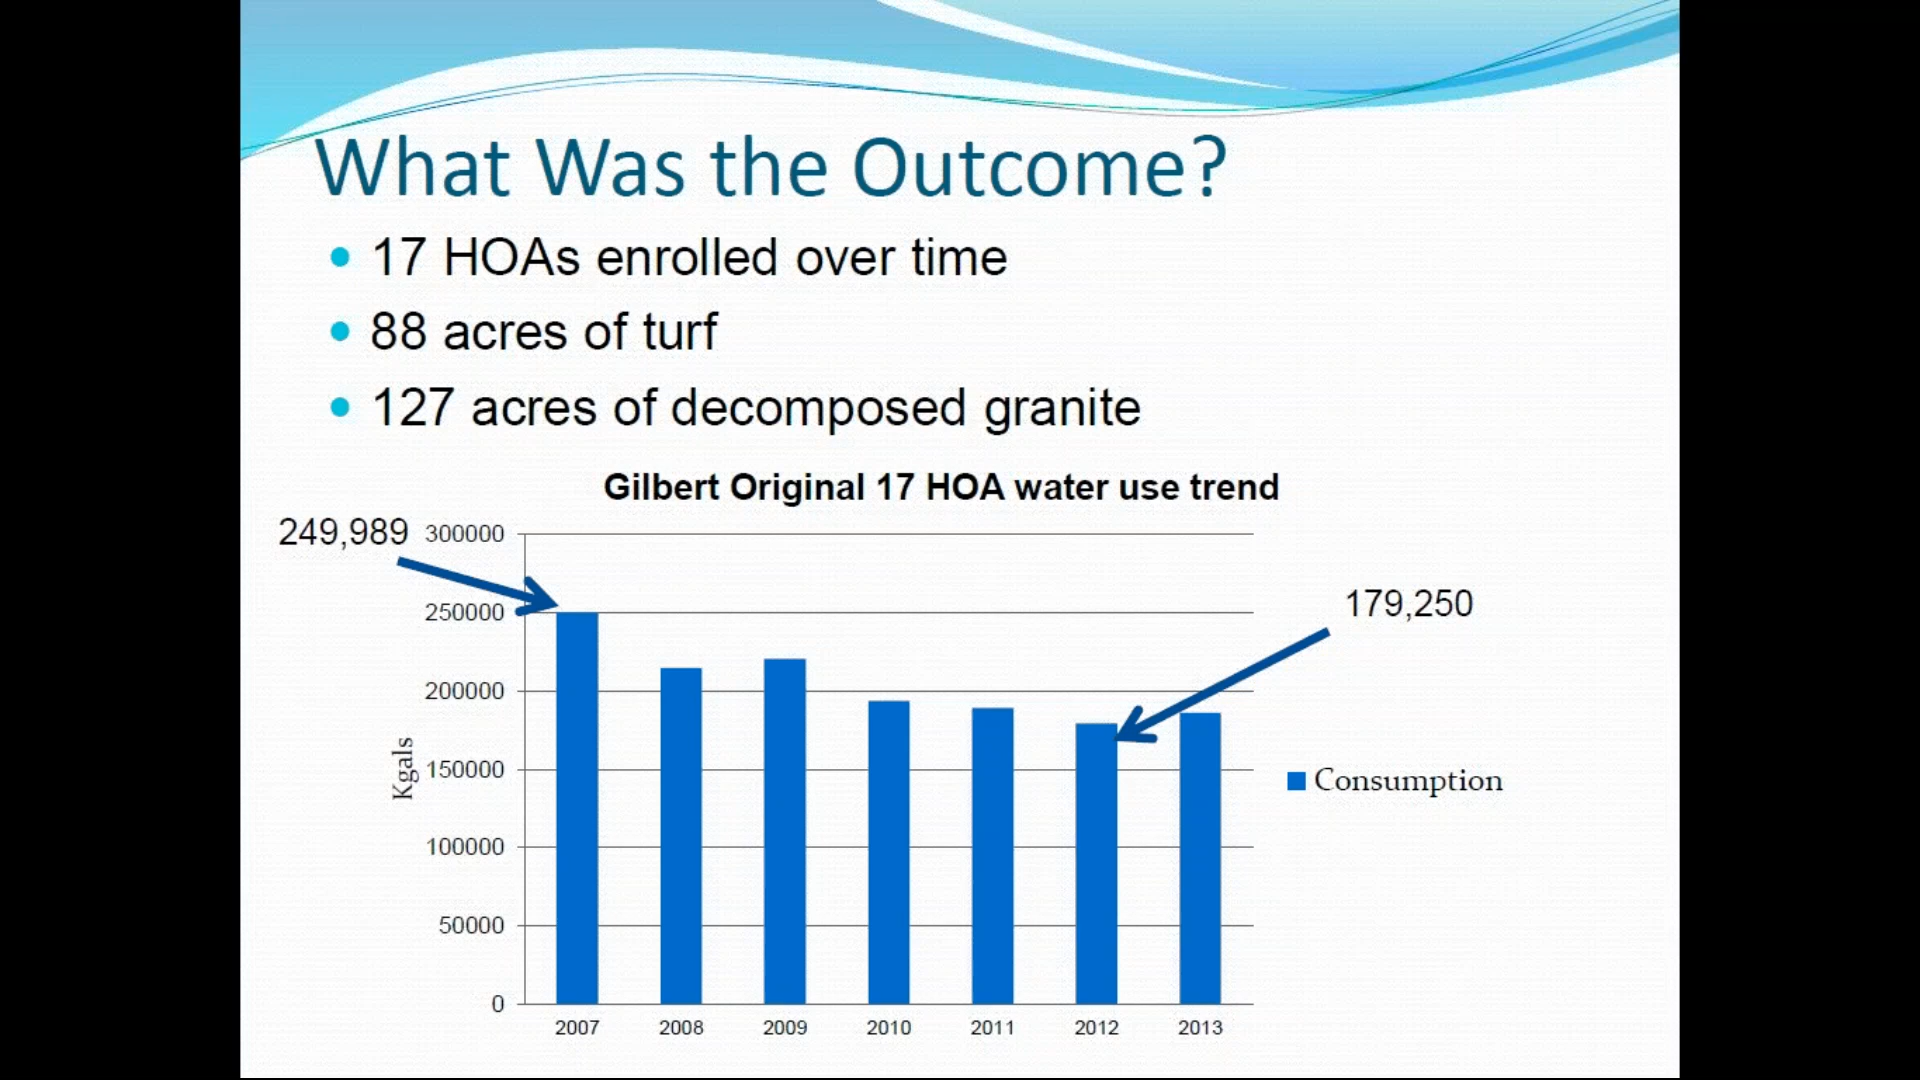 What Was the Outcome?
17 HOAs enrolled over time
88 acres of turf
127 acres of decomposed granite
Gilbert Original 17 HOA water use trend
249,989
300000
250000
200000
150000
100000
50000
0
Kgals
179,250
Consumption
2007 2008 2009 2010 2011 2012 2013